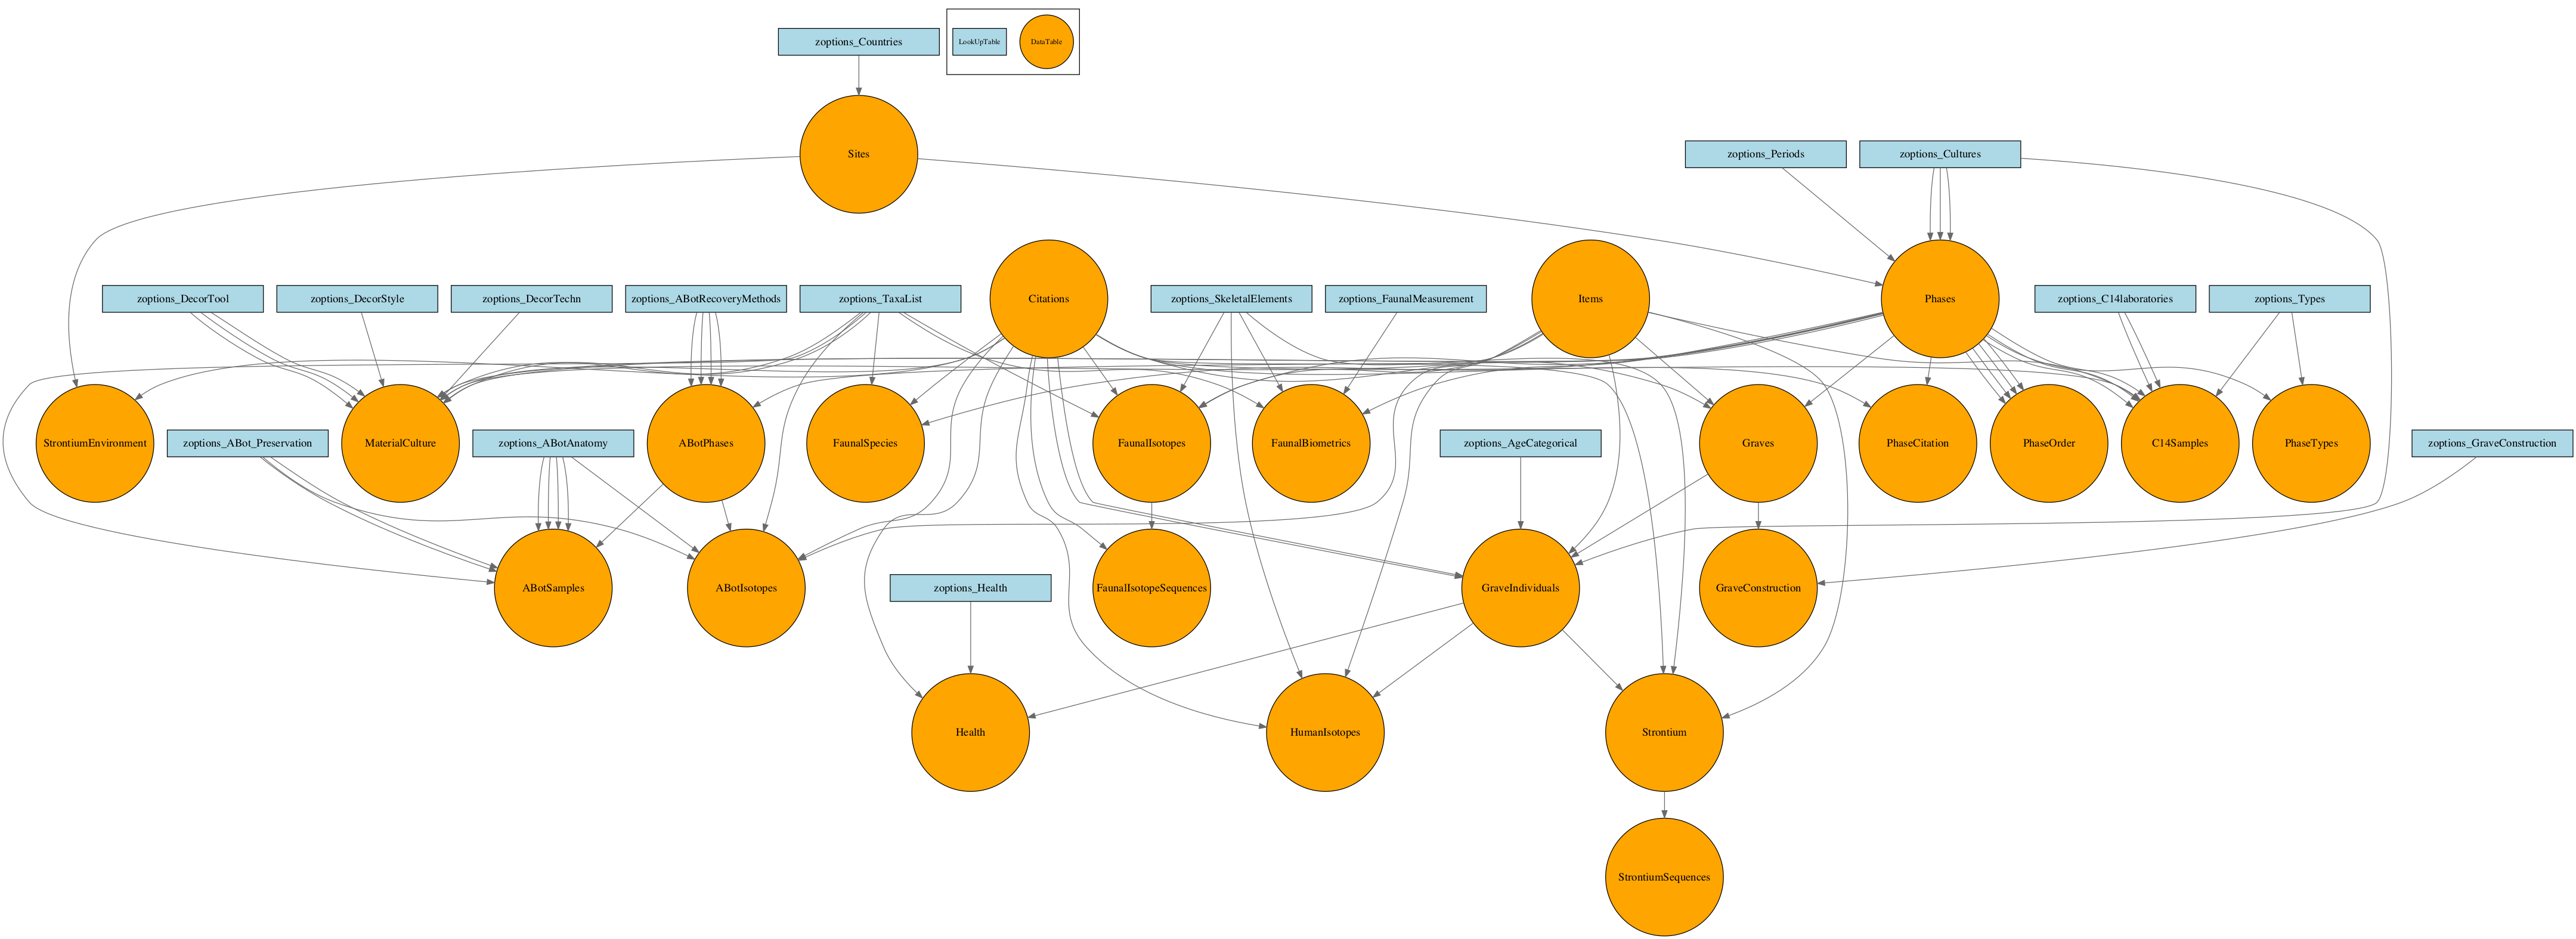 zoptions_Countries
LookUpTable
DataTable
Sites
zoptions_Periods
zoptions_Cultures
zoptions_DecorTool
zoptions_DecorStyle
zoptions_DecorTechn
zoptions_ABotRecoveryMethods
zoptions_TaxaList
Citations
zoptions_SkeletalElements
zoptions_FaunalMeasurement
Items
Phases
zoptions_C14laboratories
zoptions_Types
StrontiumEnvironment
zoptions_ABot_Preservation
MaterialCulture
zoptions_ABotAnatomy
ABotPhases
FaunalSpecies
FaunalIsotopes
FaunalBiometrics
zoptions_AgeCategorical
Graves
PhaseCitation
PhaseOrder
C14Samples
PhaseTypes
zoptions_GraveConstruction
ABotSamples
ABotIsotopes
zoptions_Health
FaunalIsotopeSequences
GraveIndividuals
GraveConstruction
Health
HumanIsotopes
Strontium
StrontiumSequences